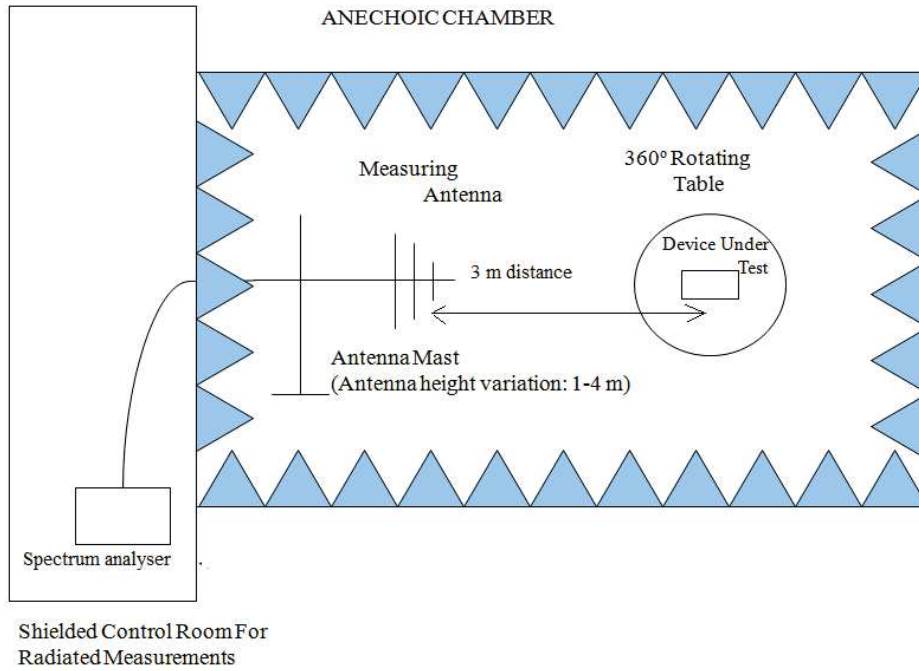 ANECHOIC CHAMBER
Measuring
Antenna
360° Rotating
Table
Device Under
Test
3 m distance
Antenna Mast
(Antenna height variation: 1-4 m)
Spectrum analyser
Shielded Control Room For
Radiated Measurements